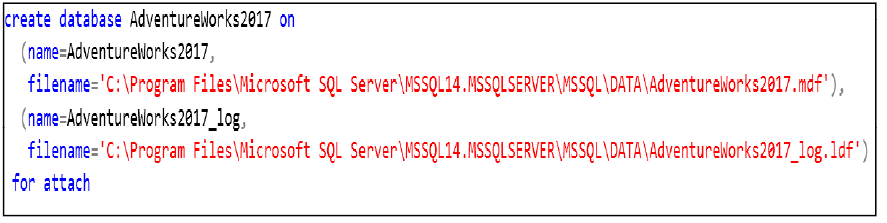 create database AdventureWorks2017 on
(name=AdventureWorks2017,
filename='C:\Program Files\Microsoft SQL Server\MSSQL14.MSSQLSERVER\MSSQL\DATA\AdventureWorks2017.mdf'),
(name=AdventureWorks2017_log,
filename='C:\Program Files\Microsoft SQL Server\MSSQL14.MSSQLSERVER\MSSQL\DATA\AdventureWorks2017_log.ldf')
for attach